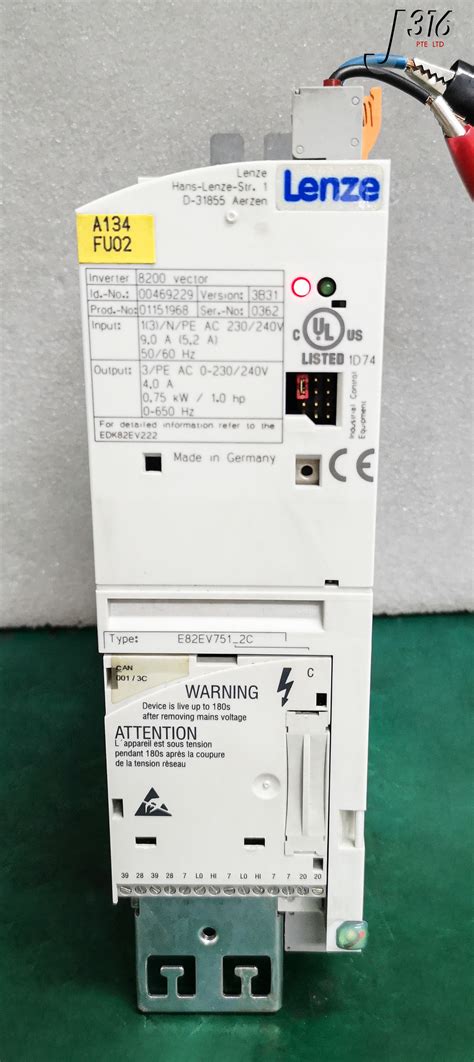 J316
PTE LTD
Lenze
Hans-Lenze-Str. 1
D-31855 Aerzen
Lenze
A134
FU02
Inverter 8200 vector
Id.-No.: 00469229 Version: 3B31
Prod.-No: 01151968 Ser.-No: 0362
Input: 1(3)/N/PE AC 230/240V
9.0 A (5.2 A)
50/60 Hz
Output: 3/PE AC 0-230/240V
4.0 A
0.75 kW / 1.0 hp
0-650 Hz
For detailed information refer to the
EDK82EV222
C UL US
LISTED 1D74
Industrial Control
Equipment
Made in Germany
CE
Type: E82EV751_2C
CAN
001 / 3C
C
WARNING
Device is live up to 180s
after removing mains voltage
ATTENTION
L´appareil est sous tension
pendant 180s après la coupure
de la tension réseau
39 28 39 28 7 LO HI 7 LO HI 7 7 20 20